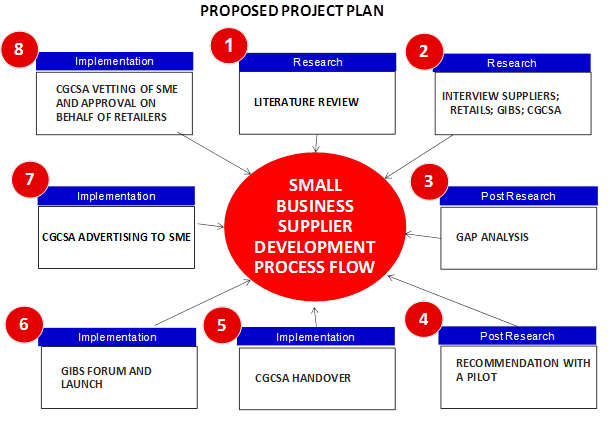 PROPOSED PROJECT PLAN
1
Research
LITERATURE REVIEW
2
Research
INTERVIEW SUPPLIERS;
RETAILS; GIBS; CGCSA
3
Post Research
GAP ANALYSIS
4
Post Research
RECOMMENDATION WITH
A PILOT
5
Implementation
CGCSA HANDOVER
6
Implementation
GIBS FORUM AND
LAUNCH
7
Implementation
CGCSA ADVERTISING TO SME
8
Implementation
CGCSA VETTING OF SME
AND APPROVAL ON
BEHALF OF RETAILERS
SMALL
BUSINESS
SUPPLIER
DEVELOPMENT
PROCESS FLOW